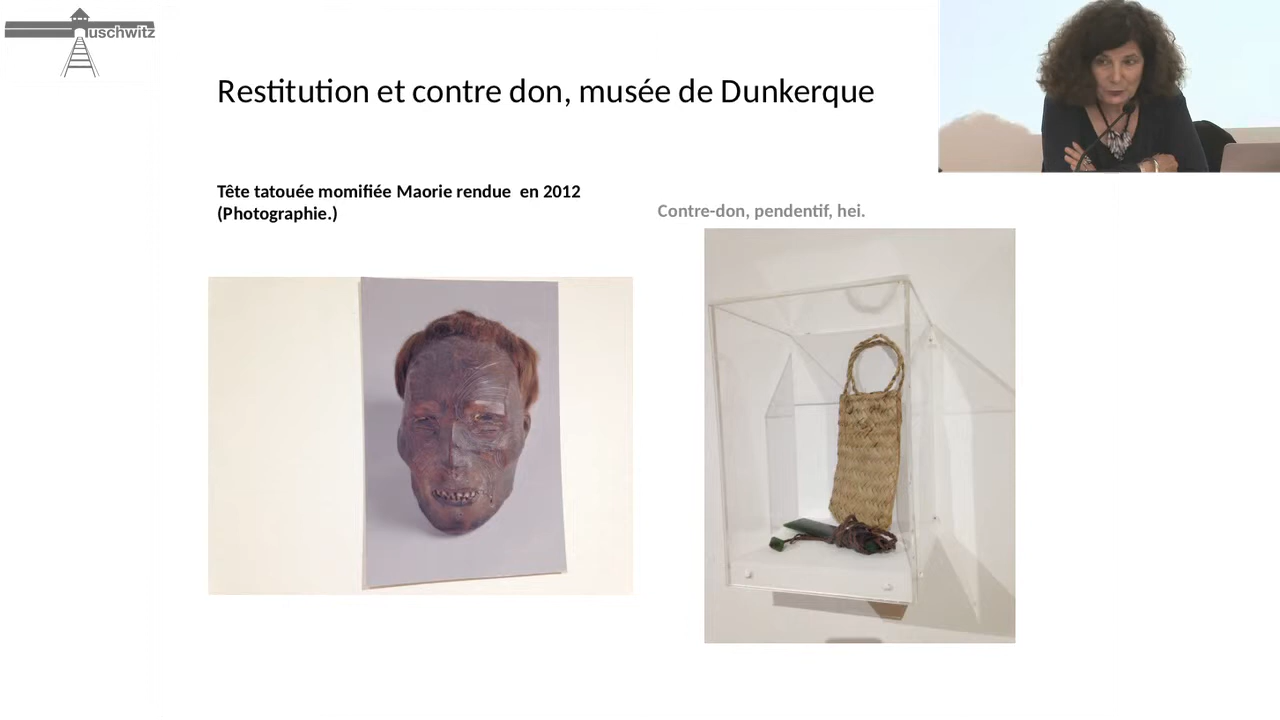 uschwitz
Restitution et contre don, musée de Dunkerque
Tête tatouée momifiée Maorie rendue en 2012
(Photographie.)
Contre-don, pendentif, hei.